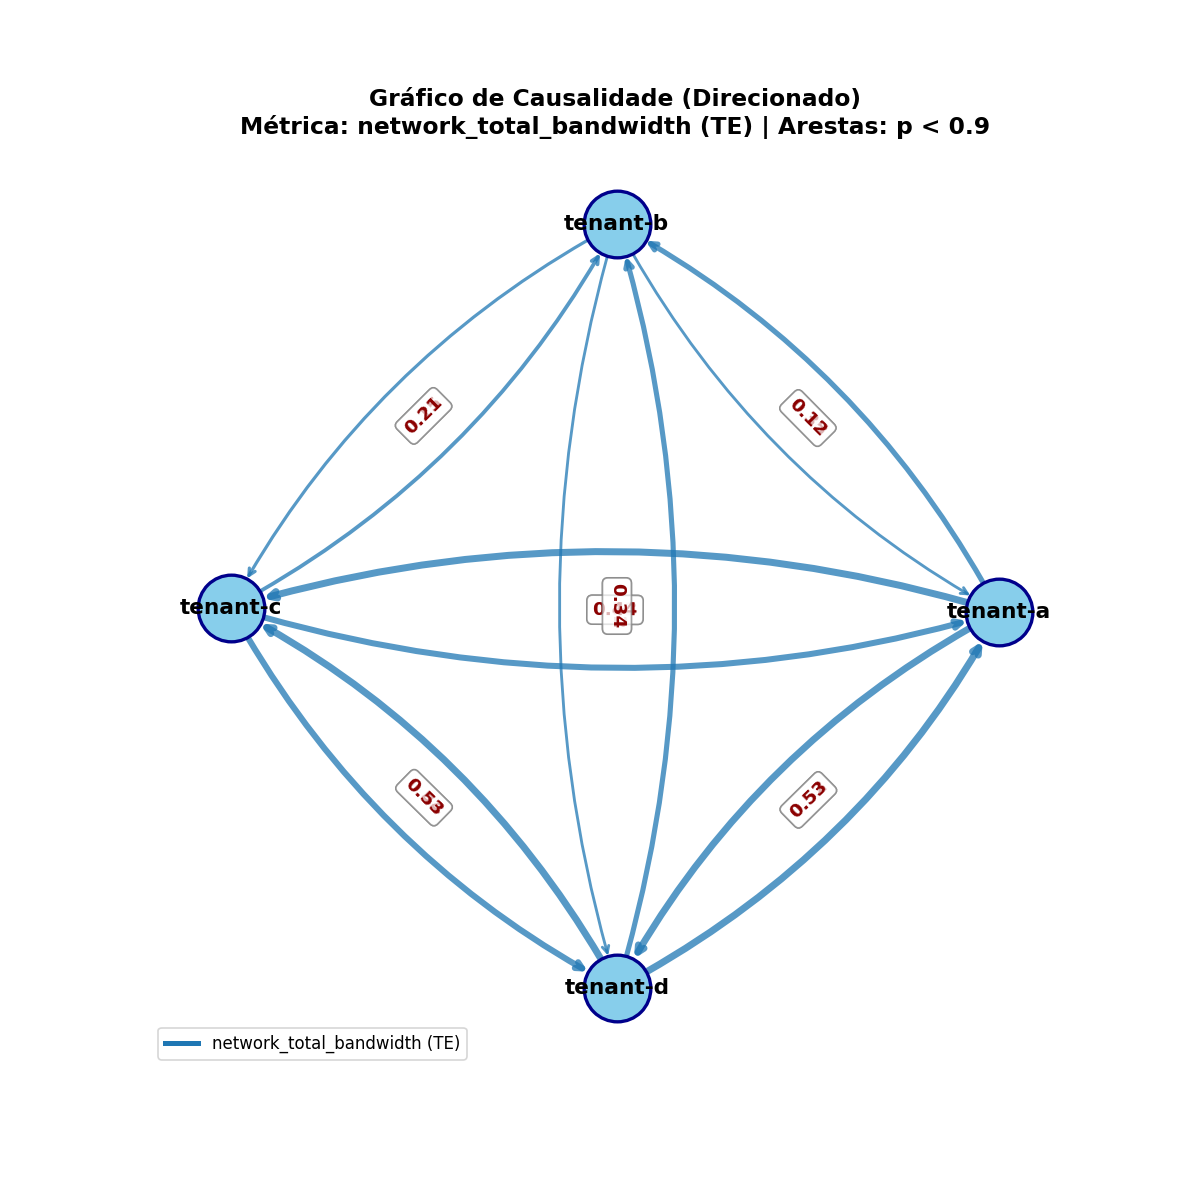 Gráfico de Causalidade (Direcionado)
Métrica: network_total_bandwidth (TE) | Arestas: p < 0.9
tenant-b
0.21
0.12
tenant-c
0.34
tenant-a
0.53
0.53
tenant-d
network_total_bandwidth (TE)